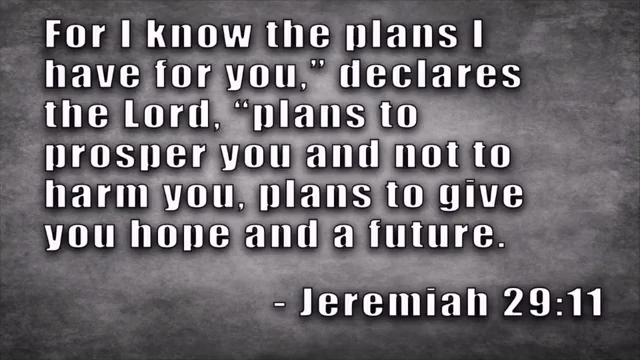 For I know the plans I
have for you,” declares
the Lord, “plans to
prosper you and not to
harm you, plans to give
you hope and a future.
- Jeremiah 29:11